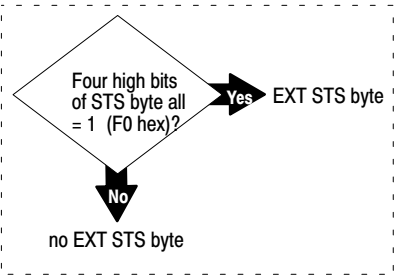 Four high bits
of STS byte all
= 1 (F0 hex)?
Yes
EXT STS byte
No
no EXT STS byte